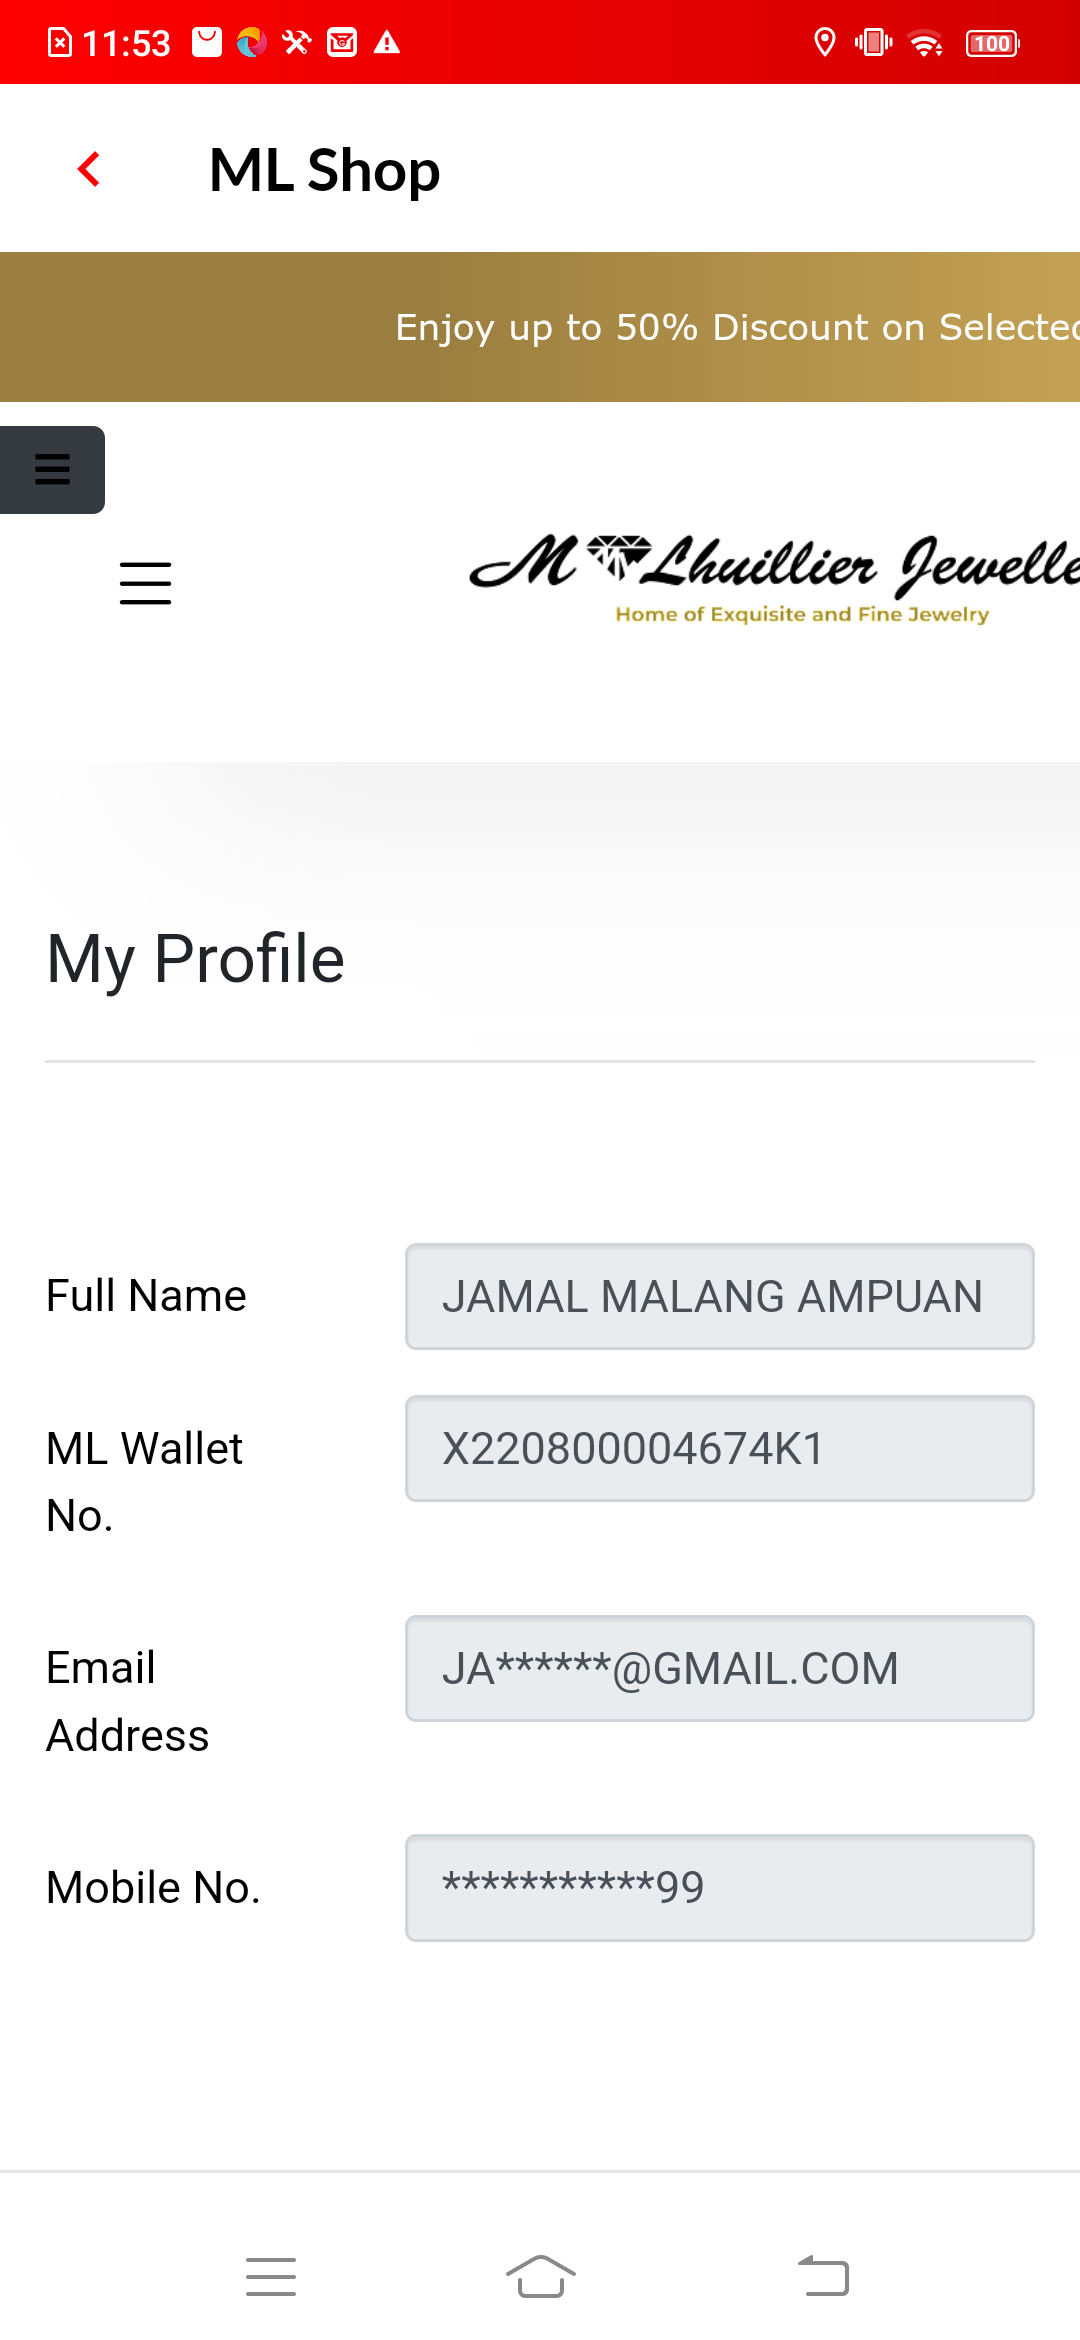 11:53
100
ML Shop
Enjoy up to 50% Discount on Selected
M Lhuillier Jewelle
Home of Exquisite and Fine Jewelry
My Profile
Full Name
JAMAL MALANG AMPUAN
ML Wallet
No.
X220800004674K1
Email
Address
JA******@GMAIL.COM
Mobile No.
***********99